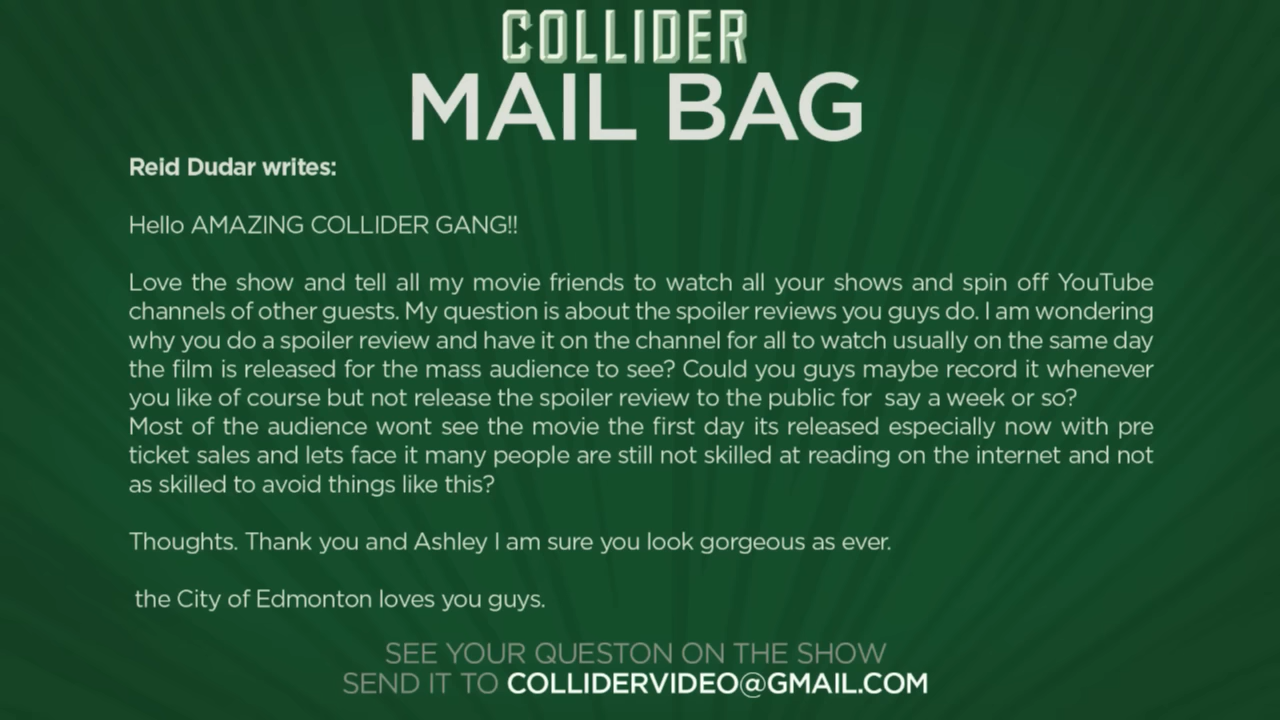 COLLIDER
MAIL BAG
Reid Dudar writes:
Hello AMAZING COLLIDER GANG!!
Love the show and tell all my movie friends to watch all your shows and spin off YouTube
channels of other guests. My question is about the spoiler reviews you guys do. I am wondering
why you do a spoiler review and have it on the channel for all to watch usually on the same day
the film is released for the mass audience to see? Could you guys maybe record it whenever
you like of course but not release the spoiler review to the public for say a week or so?
Most of the audience wont see the movie the first day its released especially now with pre
ticket sales and lets face it many people are still not skilled at reading on the internet and not
as skilled to avoid things like this?
Thoughts. Thank you and Ashley I am sure you look gorgeous as ever.
the City of Edmonton loves you guys.
SEE YOUR QUESTON ON THE SHOW
SEND IT TO COLLIDERVIDEO@GMAIL.COM